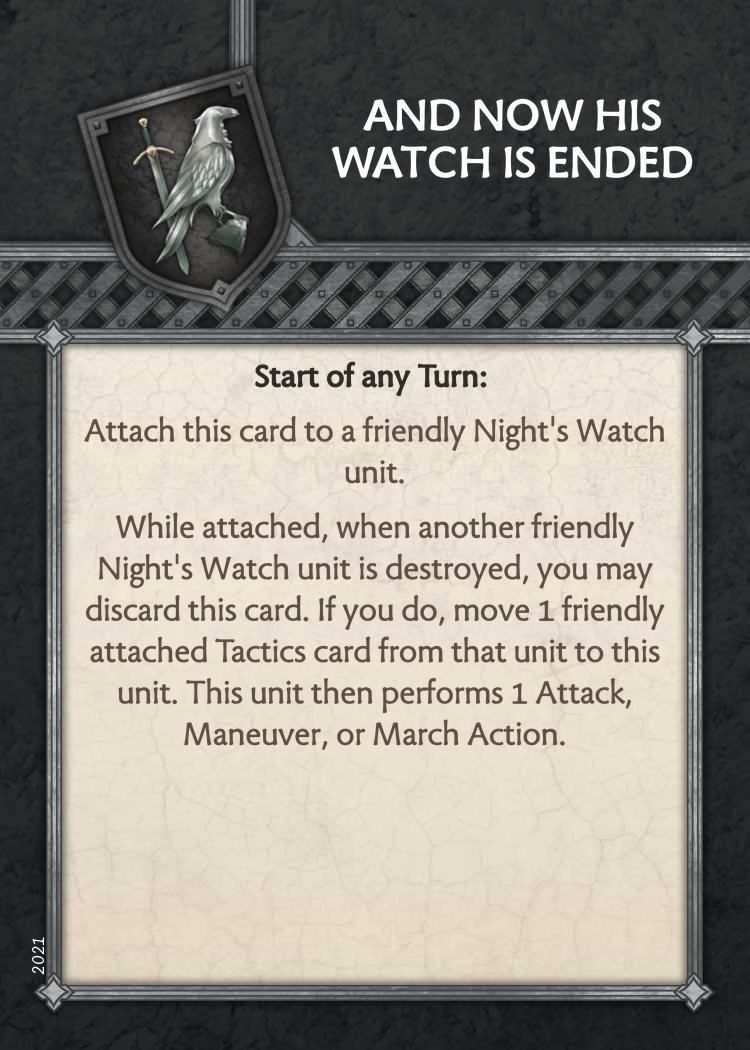 AND NOW HIS
WATCH IS ENDED
Start of any Turn:
Attach this card to a friendly Night's Watch
unit.
While attached, when another friendly
Night's Watch unit is destroyed, you may
discard this card. If you do, move 1 friendly
attached Tactics card from that unit to this
unit. This unit then performs 1 Attack,
Maneuver, or March Action.
2021